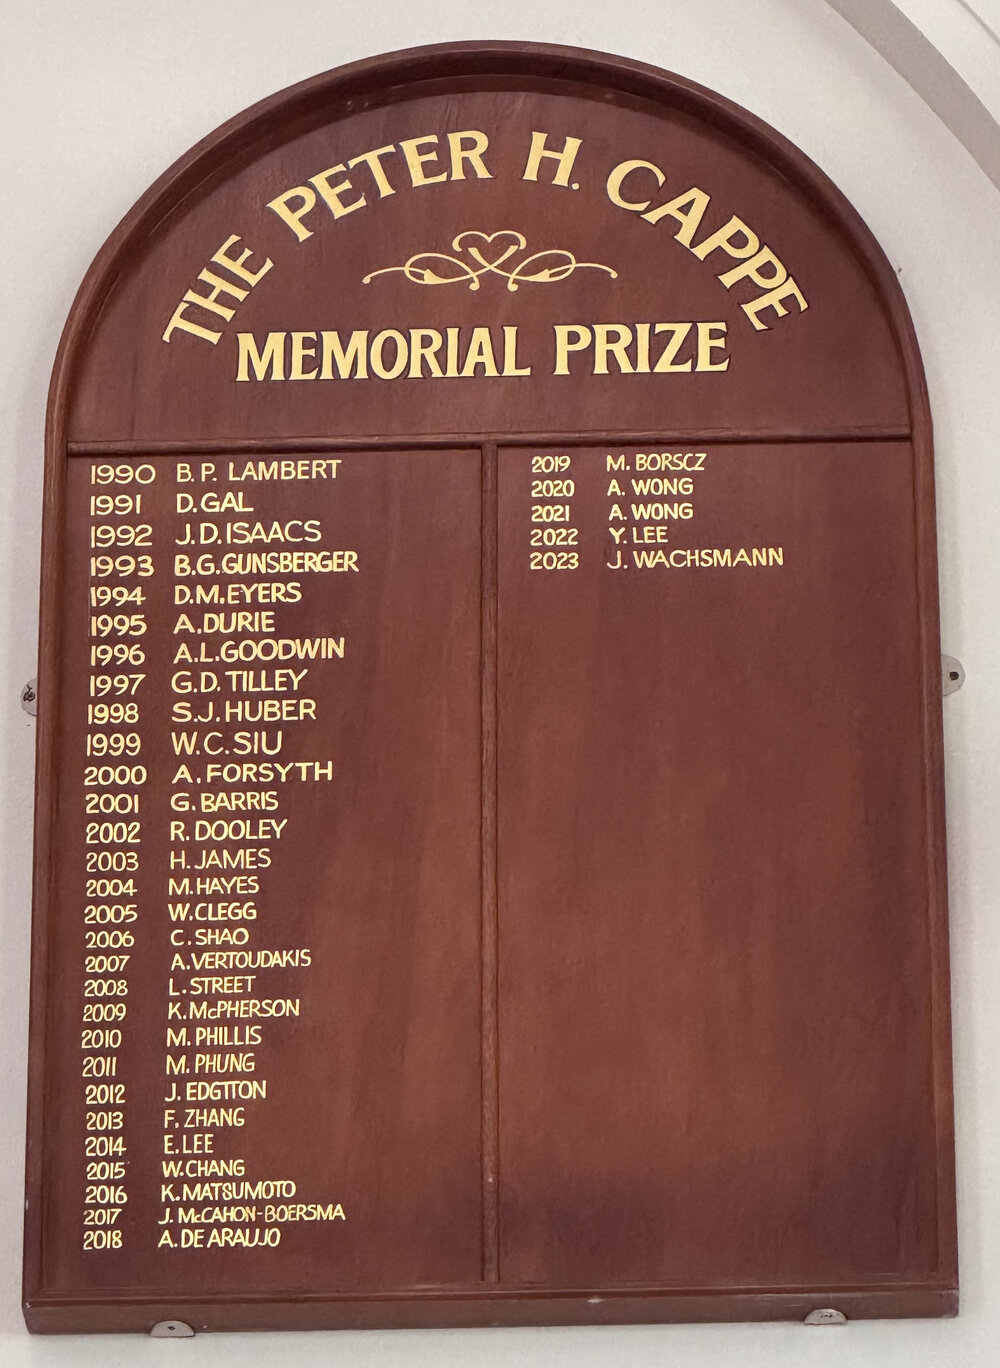 THE PETER H. CAPPE
MEMORIAL PRIZE
1990 B.P. LAMBERT
1991 D.GAL
1992 J.D.ISAACS
1993 B.G.GUNSBERGER
1994 D.M.EYERS
1995 A.DURIE
1996 A.L.GOODWIN
1997 G.D.TILLEY
1998 S.J.HUBER
1999 W.C.SIU
2000 A.FORSYTH
2001 G.BARRIS
2002 R.DOOLEY
2003 H.JAMES
2004 M.HAYES
2005 W.CLEGG
2006 C.SHAO
2007 A.VERTOUDAKIS
2008 L.STREET
2009 K.McPHERSON
2010 M.PHILLIS
2011 M.PHUNG
2012 J.EDGTTON
2013 F.ZHANG
2014 E.LEE
2015 W.CHANG
2016 K.MATSUMOTO
2017 J.McCAHON-BOERSMA
2018 A.DE ARAUJO
2019 M. BORSCZ
2020 A. WONG
2021 A. WONG
2022 Y. LEE
2023 J. WACHSMANN